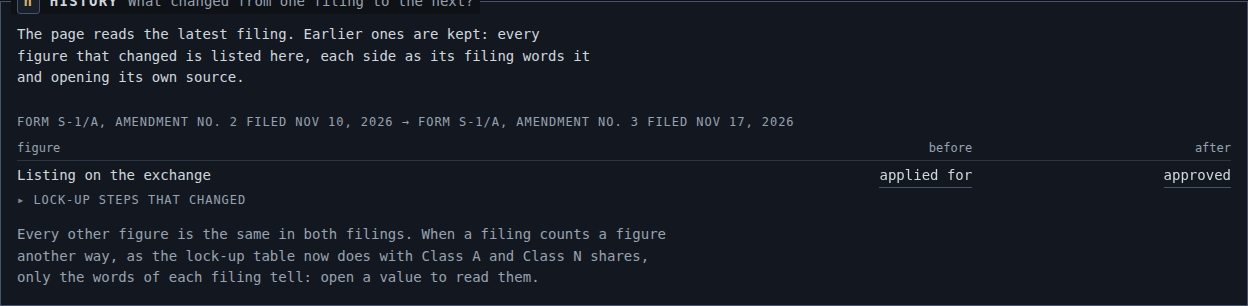 n HISTORY What changed from one filing to the next?
The page reads the latest filing. Earlier ones are kept: every
figure that changed is listed here, each side as its filing words it
and opening its own source.
FORM S-1/A, AMENDMENT NO. 2 FILED NOV 10, 2026 → FORM S-1/A, AMENDMENT NO. 3 FILED NOV 17, 2026
figure before after
Listing on the exchange applied for approved
▸ LOCK-UP STEPS THAT CHANGED
Every other figure is the same in both filings. When a filing counts a figure
another way, as the lock-up table now does with Class A and Class N shares,
only the words of each filing tell: open a value to read them.